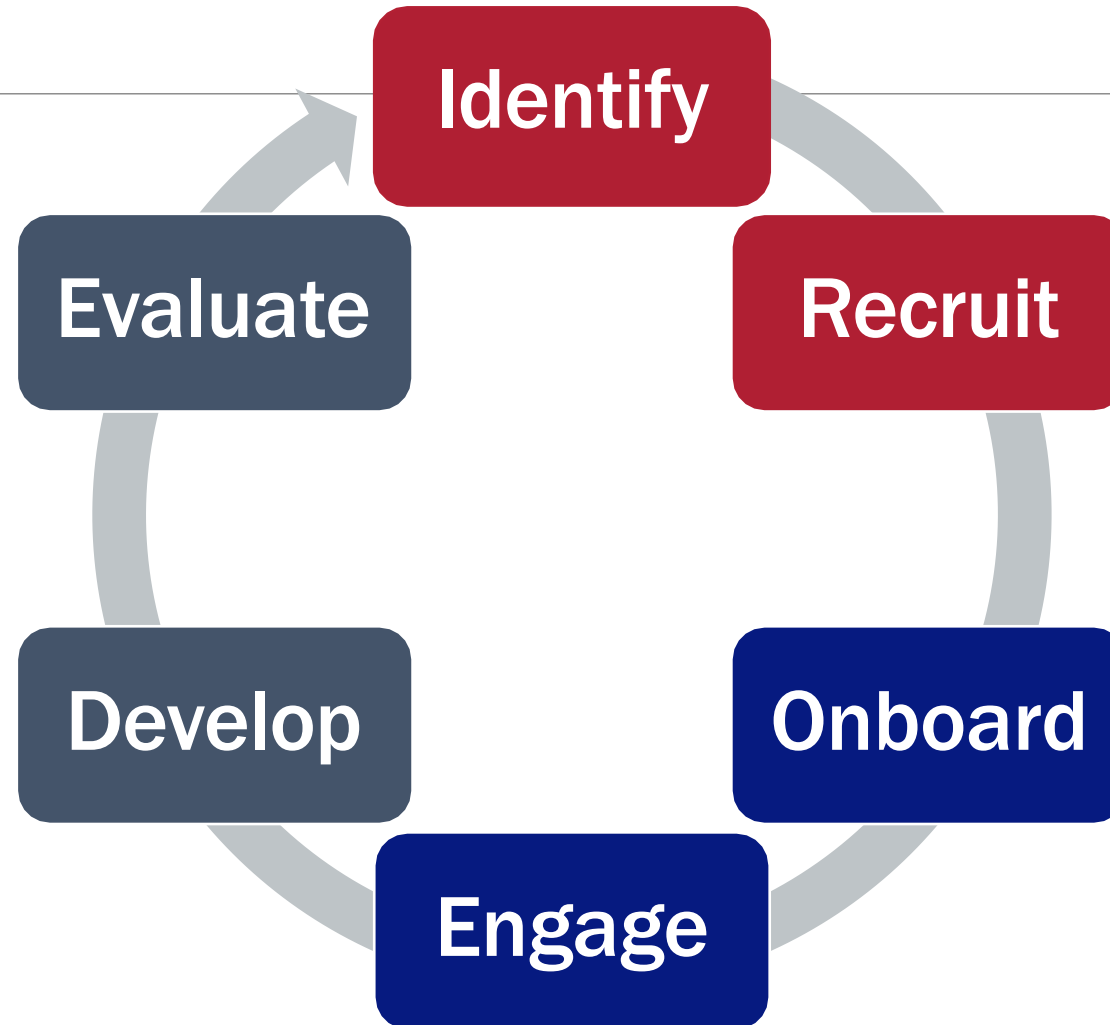 Identify
Recruit
Onboard
Engage
Develop
Evaluate